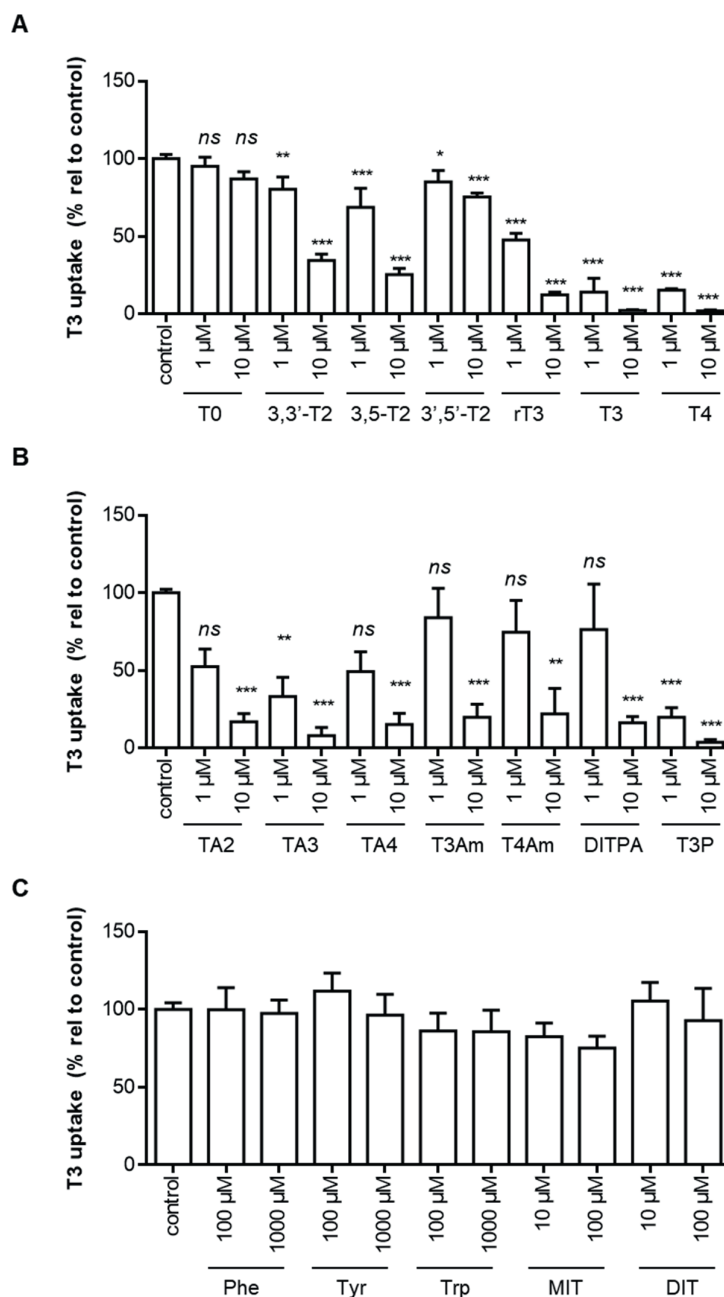 A
T3 uptake (% rel to control)
150
100
50
0
ns ns ** *** *** *** * *** *** *** *** *** *** ***
control 1 µM 10 µM 1 µM 10 µM 1 µM 10 µM 1 µM 10 µM 1 µM 10 µM 1 µM 10 µM 1 µM 10 µM
T0 3,3'-T2 3,5-T2 3',5'-T2 rT3 T3 T4
B
T3 uptake (% rel to control)
150
100
50
0
ns *** ** *** ns *** ns *** ns ** ns *** *** ***
control 1 µM 10 µM 1 µM 10 µM 1 µM 10 µM 1 µM 10 µM 1 µM 10 µM 1 µM 10 µM 1 µM 10 µM
TA2 TA3 TA4 T3Am T4Am DITPA T3P
C
T3 uptake (% rel to control)
150
100
50
0
control 100 µM 1000 µM 100 µM 1000 µM 100 µM 1000 µM 10 µM 100 µM 10 µM 100 µM
Phe Tyr Trp MIT DIT